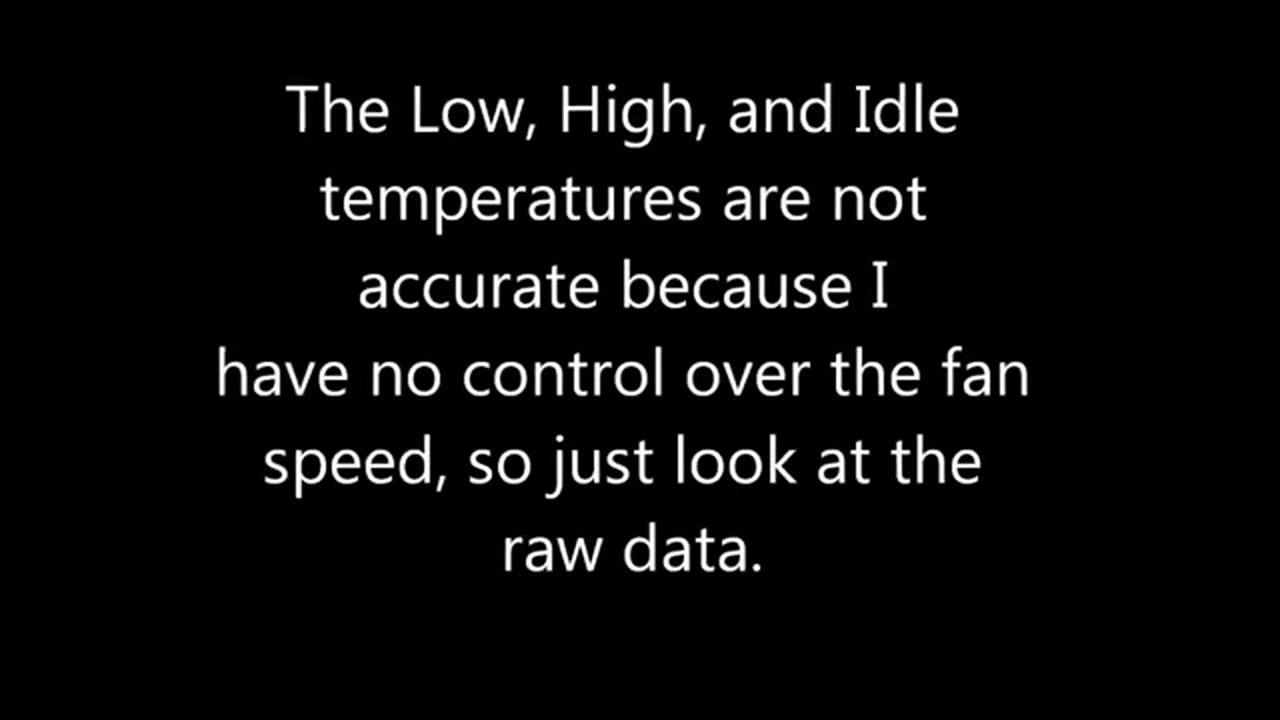 The Low, High, and Idle
temperatures are not
accurate because I
have no control over the fan
speed, so just look at the
raw data.